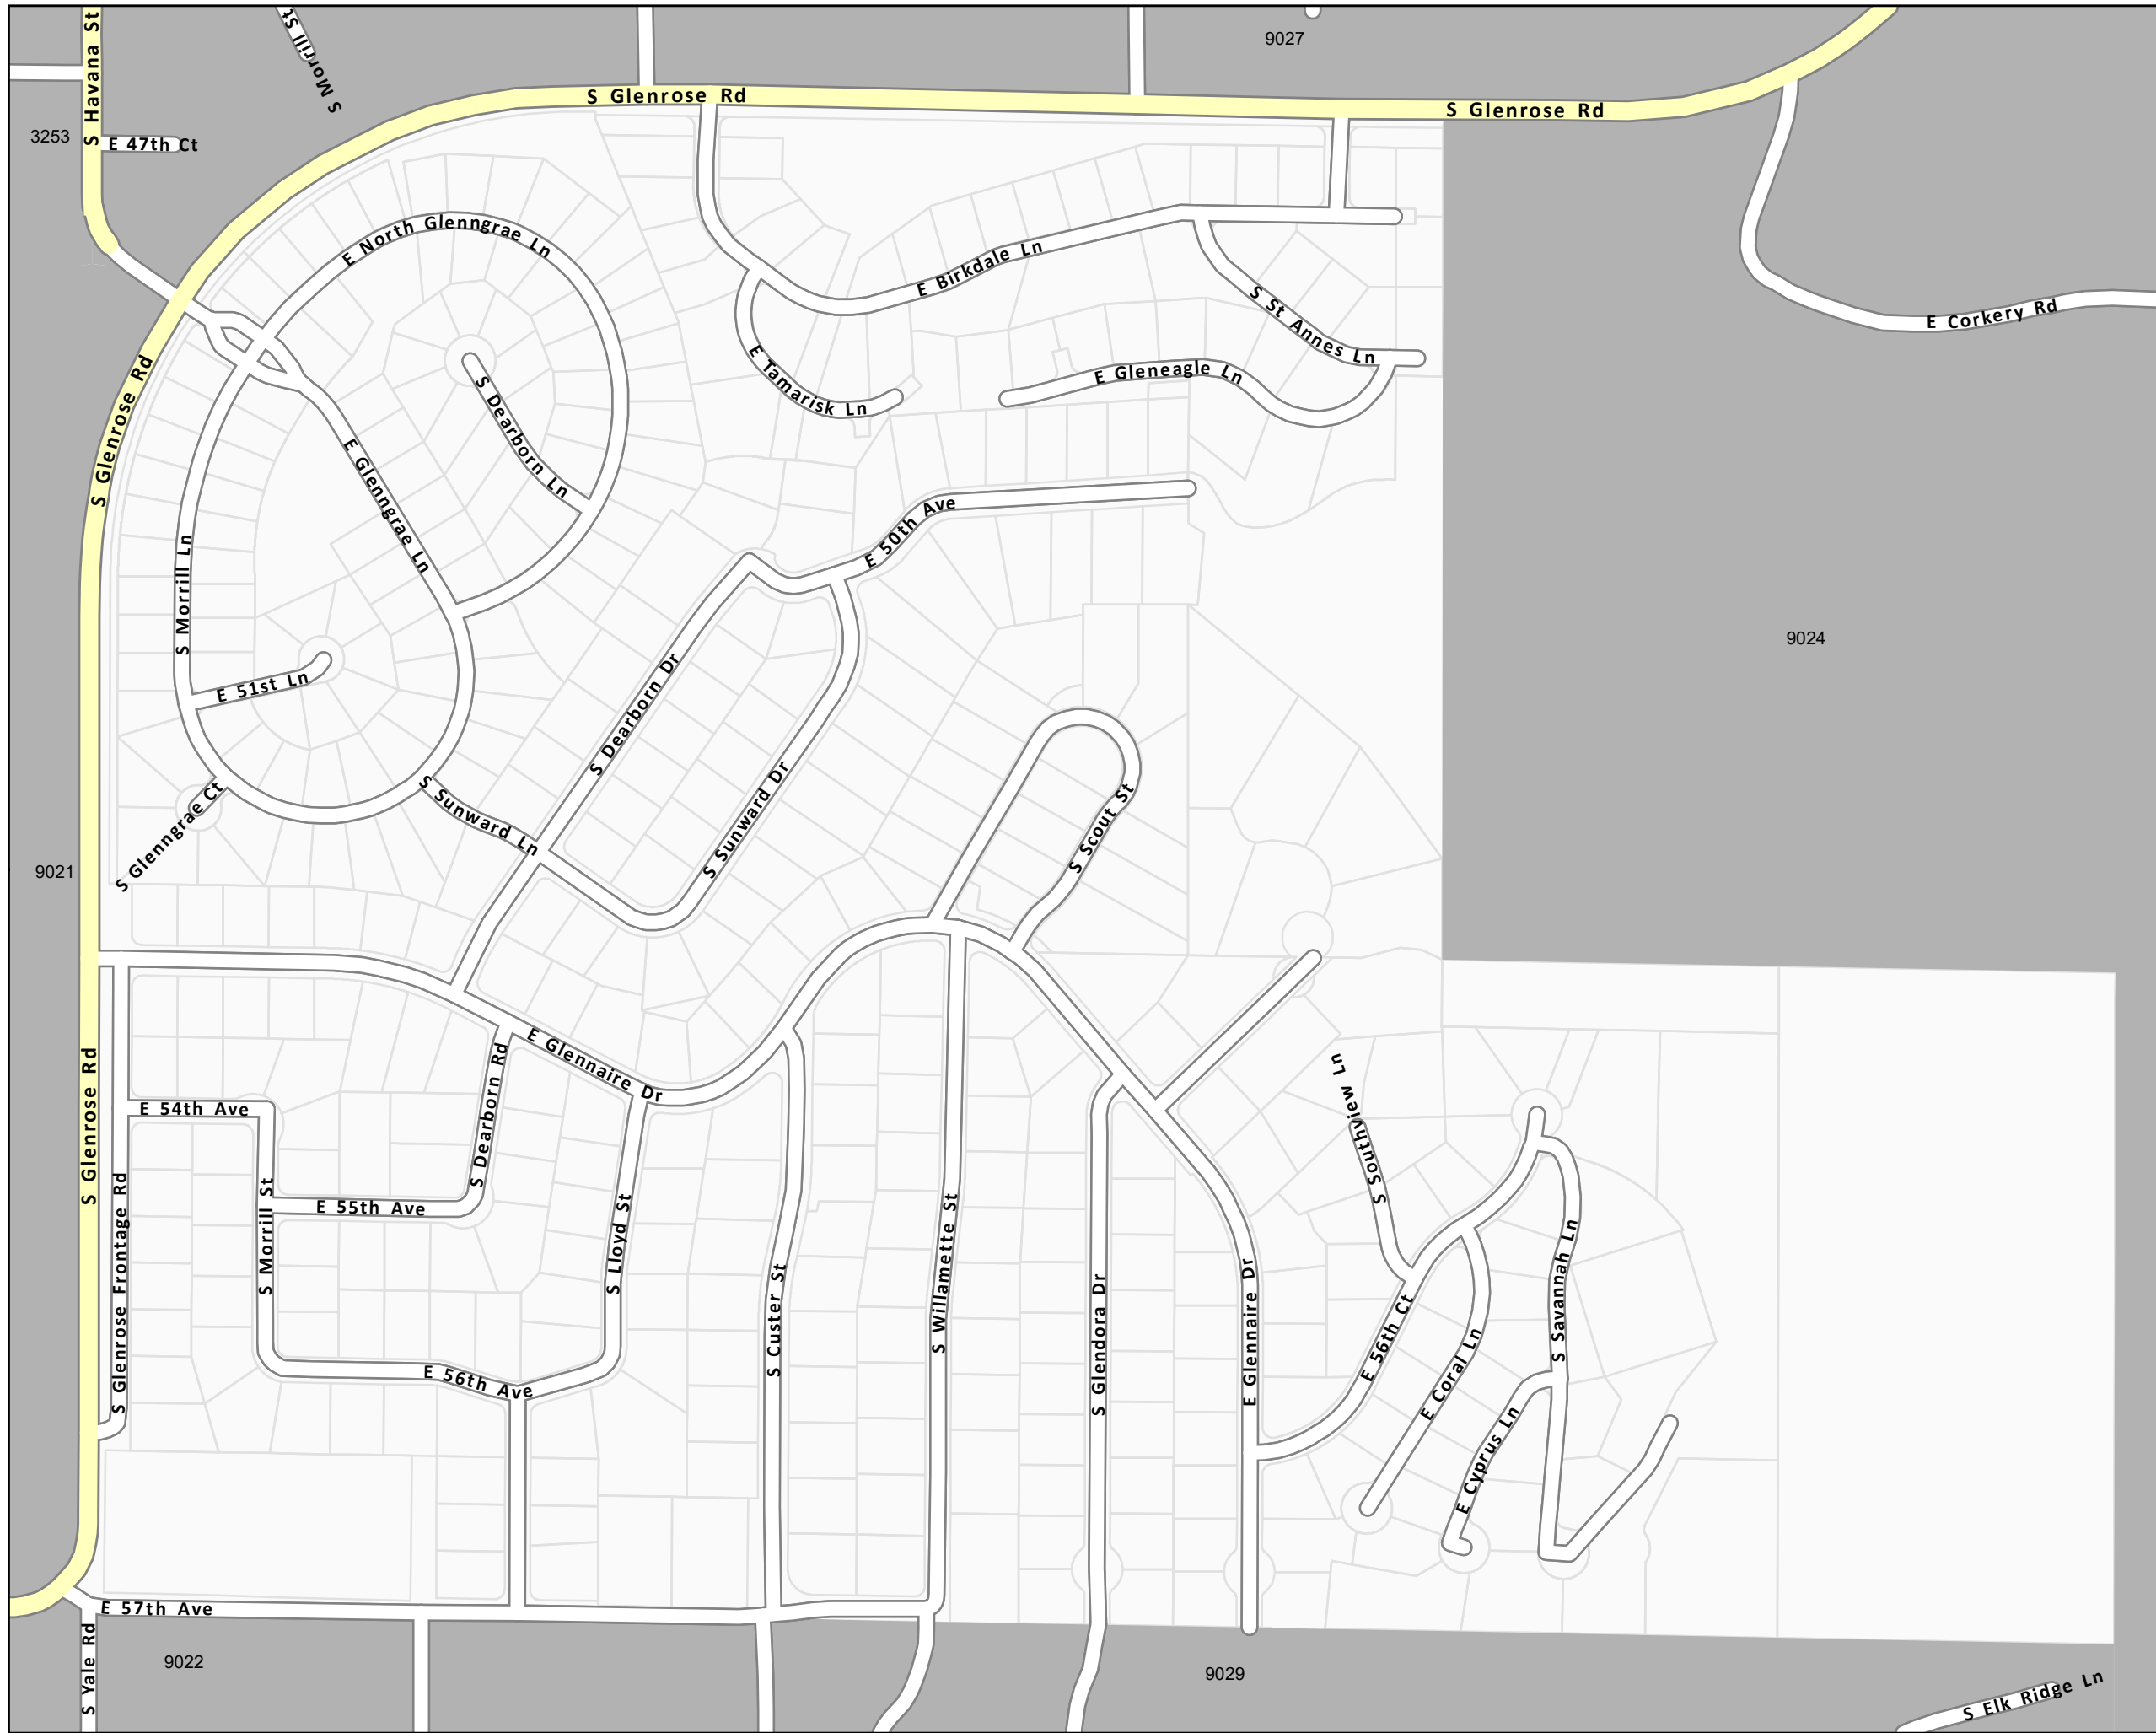 S Havana St
S Morrill St
9027
S Glenrose Rd
S Glenrose Rd
3253
E 47th Ct
E North Glenngrae Ln
E Birkdale Ln
S St Annes Ln
E Corkery Rd
S Glenrose Rd
S Dearborn Ln
E Tamarisk Ln
E Gleneagle Ln
E Glenngrae Ln
E 50th Ave
S Morrill Ln
9024
E 51st Ln
S Dearborn Dr
S Sunward Dr
S Glenngrae Ct
S Sunward Ln
S Scout St
9021
E Glennaire Dr
S Dearborn Rd
S Southview Ln
S Glenrose Rd
E 54th Ave
S Glenrose Frontage Rd
S Morrill St
E 55th Ave
S Lloyd St
S Custer St
S Willamette St
S Glendora Dr
E Glennaire Dr
E 56th Ct
E Coral Ln
S Savannah Ln
E Cyprus Ln
E 56th Ave
E 57th Ave
S Yale Rd
9022
9029
S Elk Ridge Ln